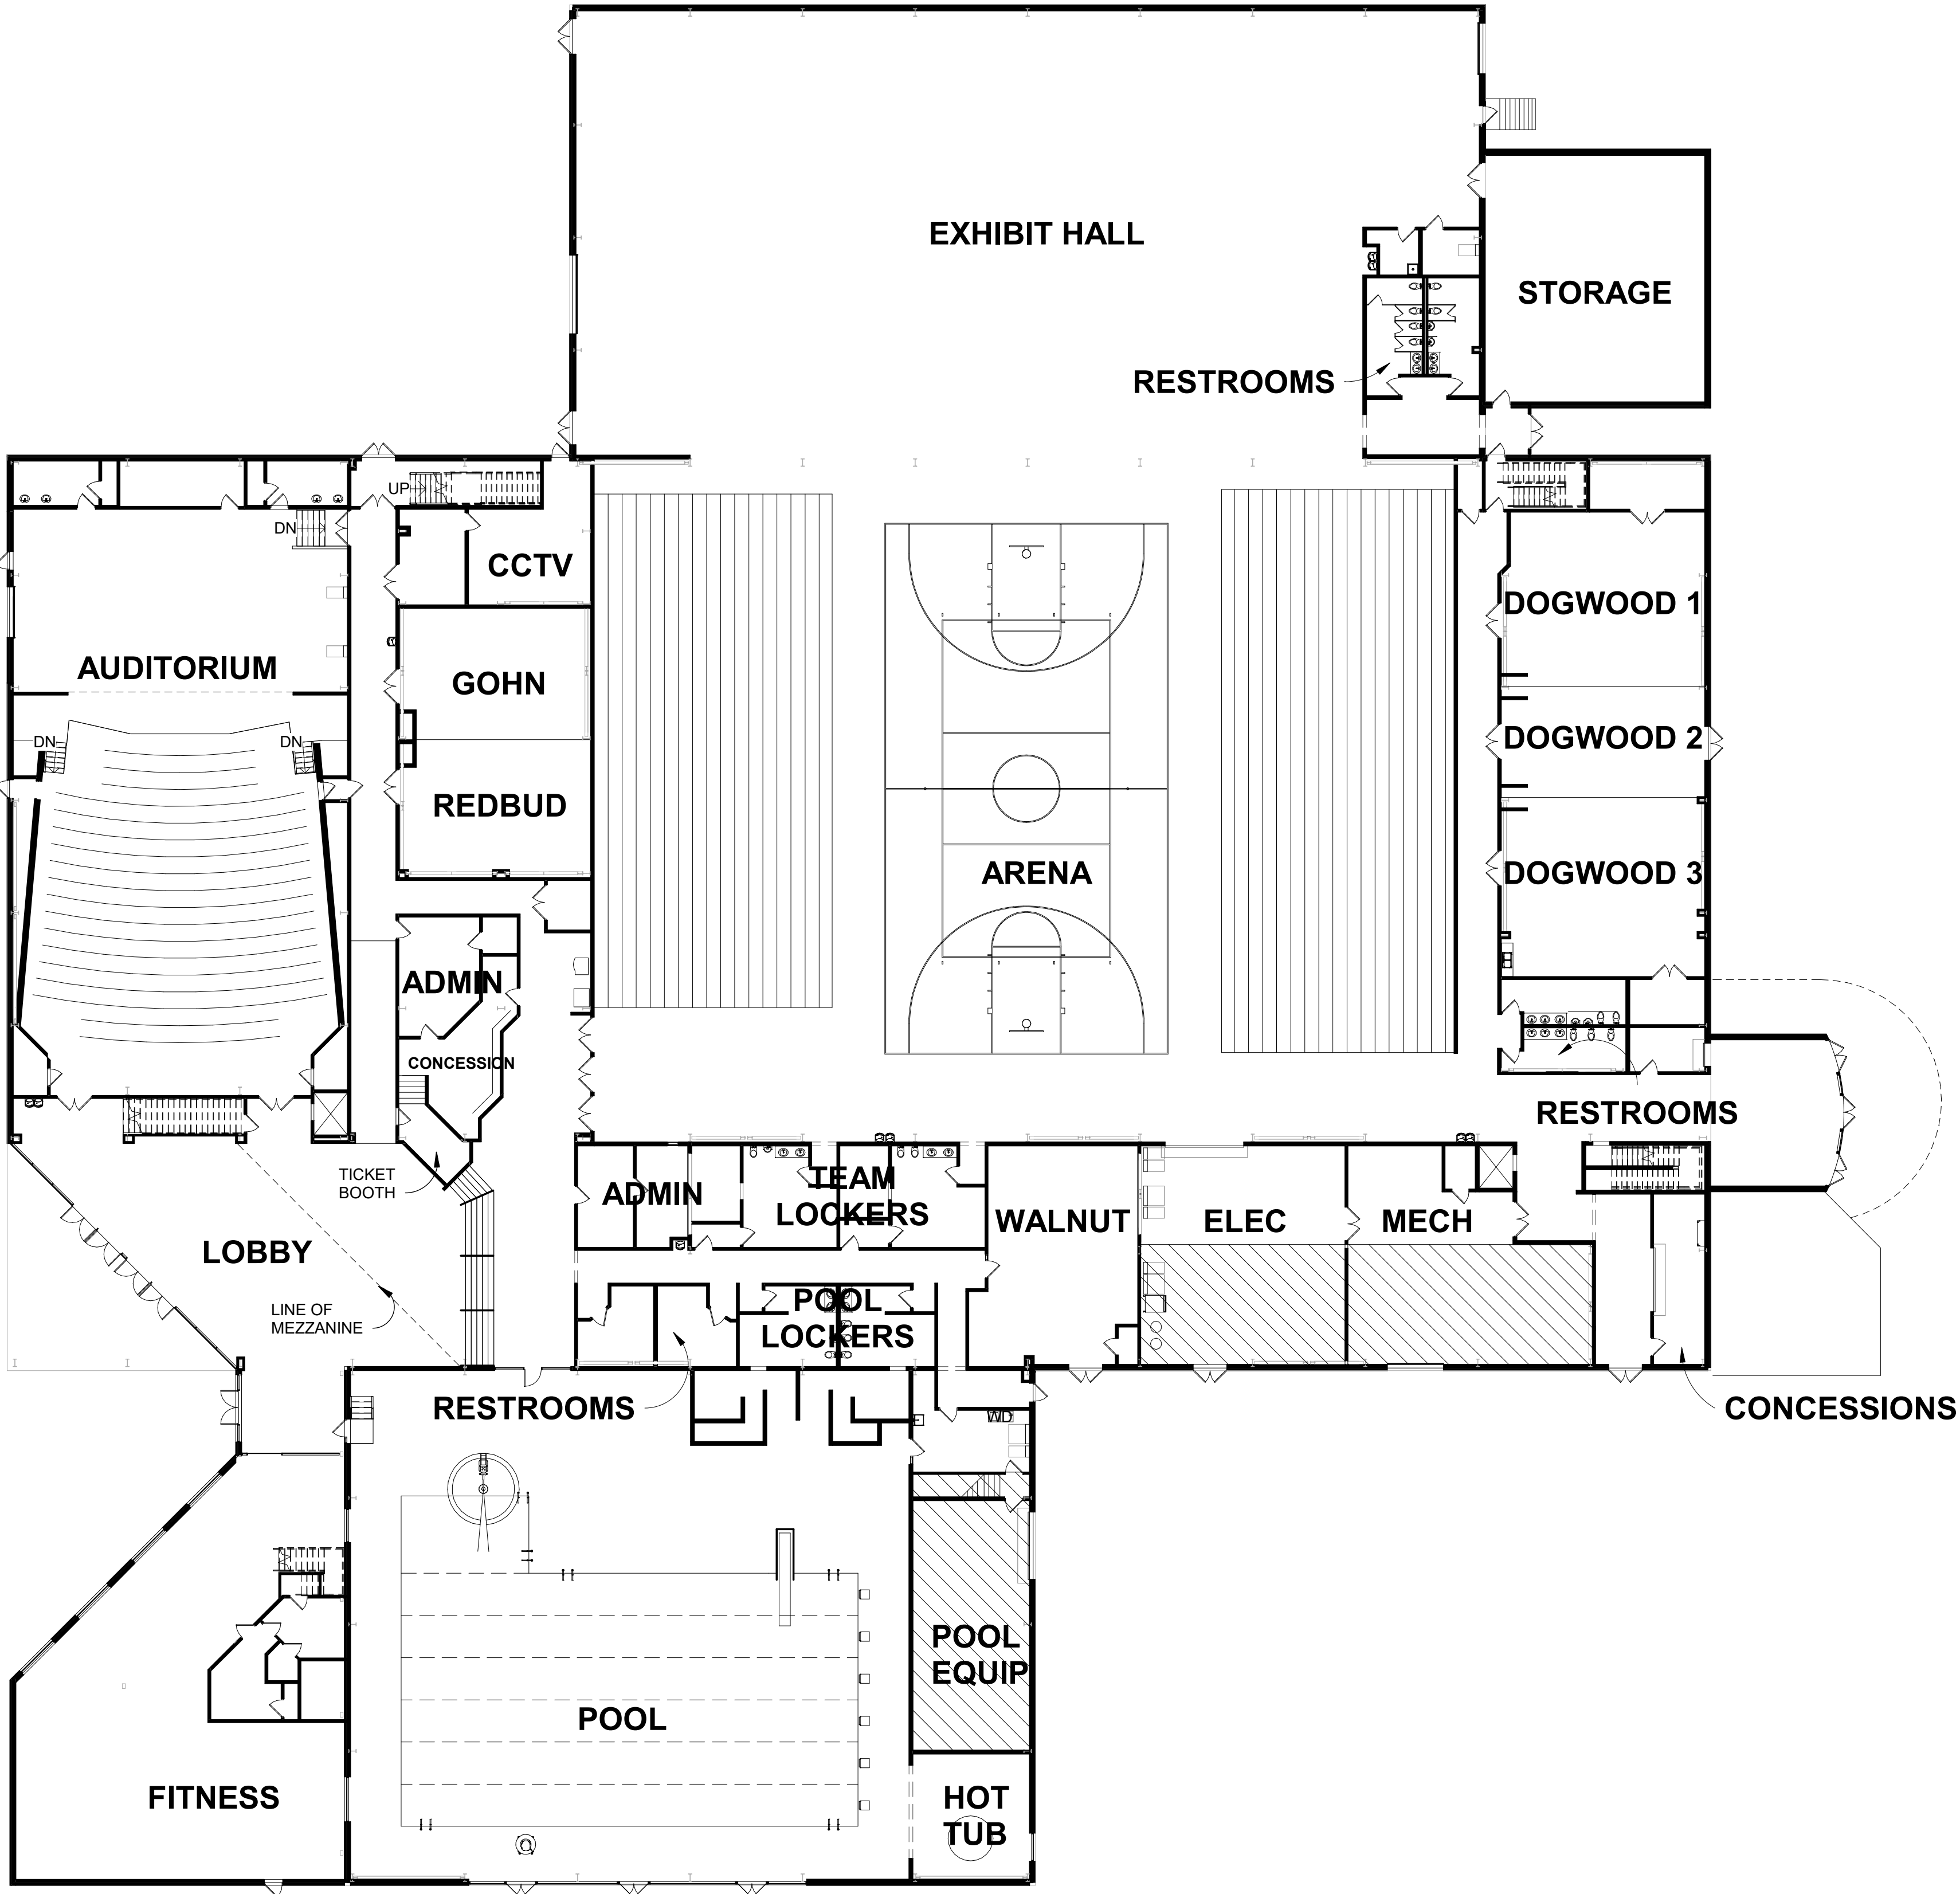 EXHIBIT HALL
STORAGE
RESTROOMS
UP
DN
CCTV
DOGWOOD 1
AUDITORIUM
GOHN
DN
DN
DOGWOOD 2
REDBUD
ARENA
DOGWOOD 3
ADMIN
CONCESSION
RESTROOMS
TICKET
BOOTH
ADMIN
TEAM
LOCKERS
WALNUT
ELEC
MECH
LOBBY
LINE OF
MEZZANINE
POOL
LOCKERS
RESTROOMS
WD
CONCESSIONS
POOL
EQUIP
POOL
FITNESS
HOT
TUB